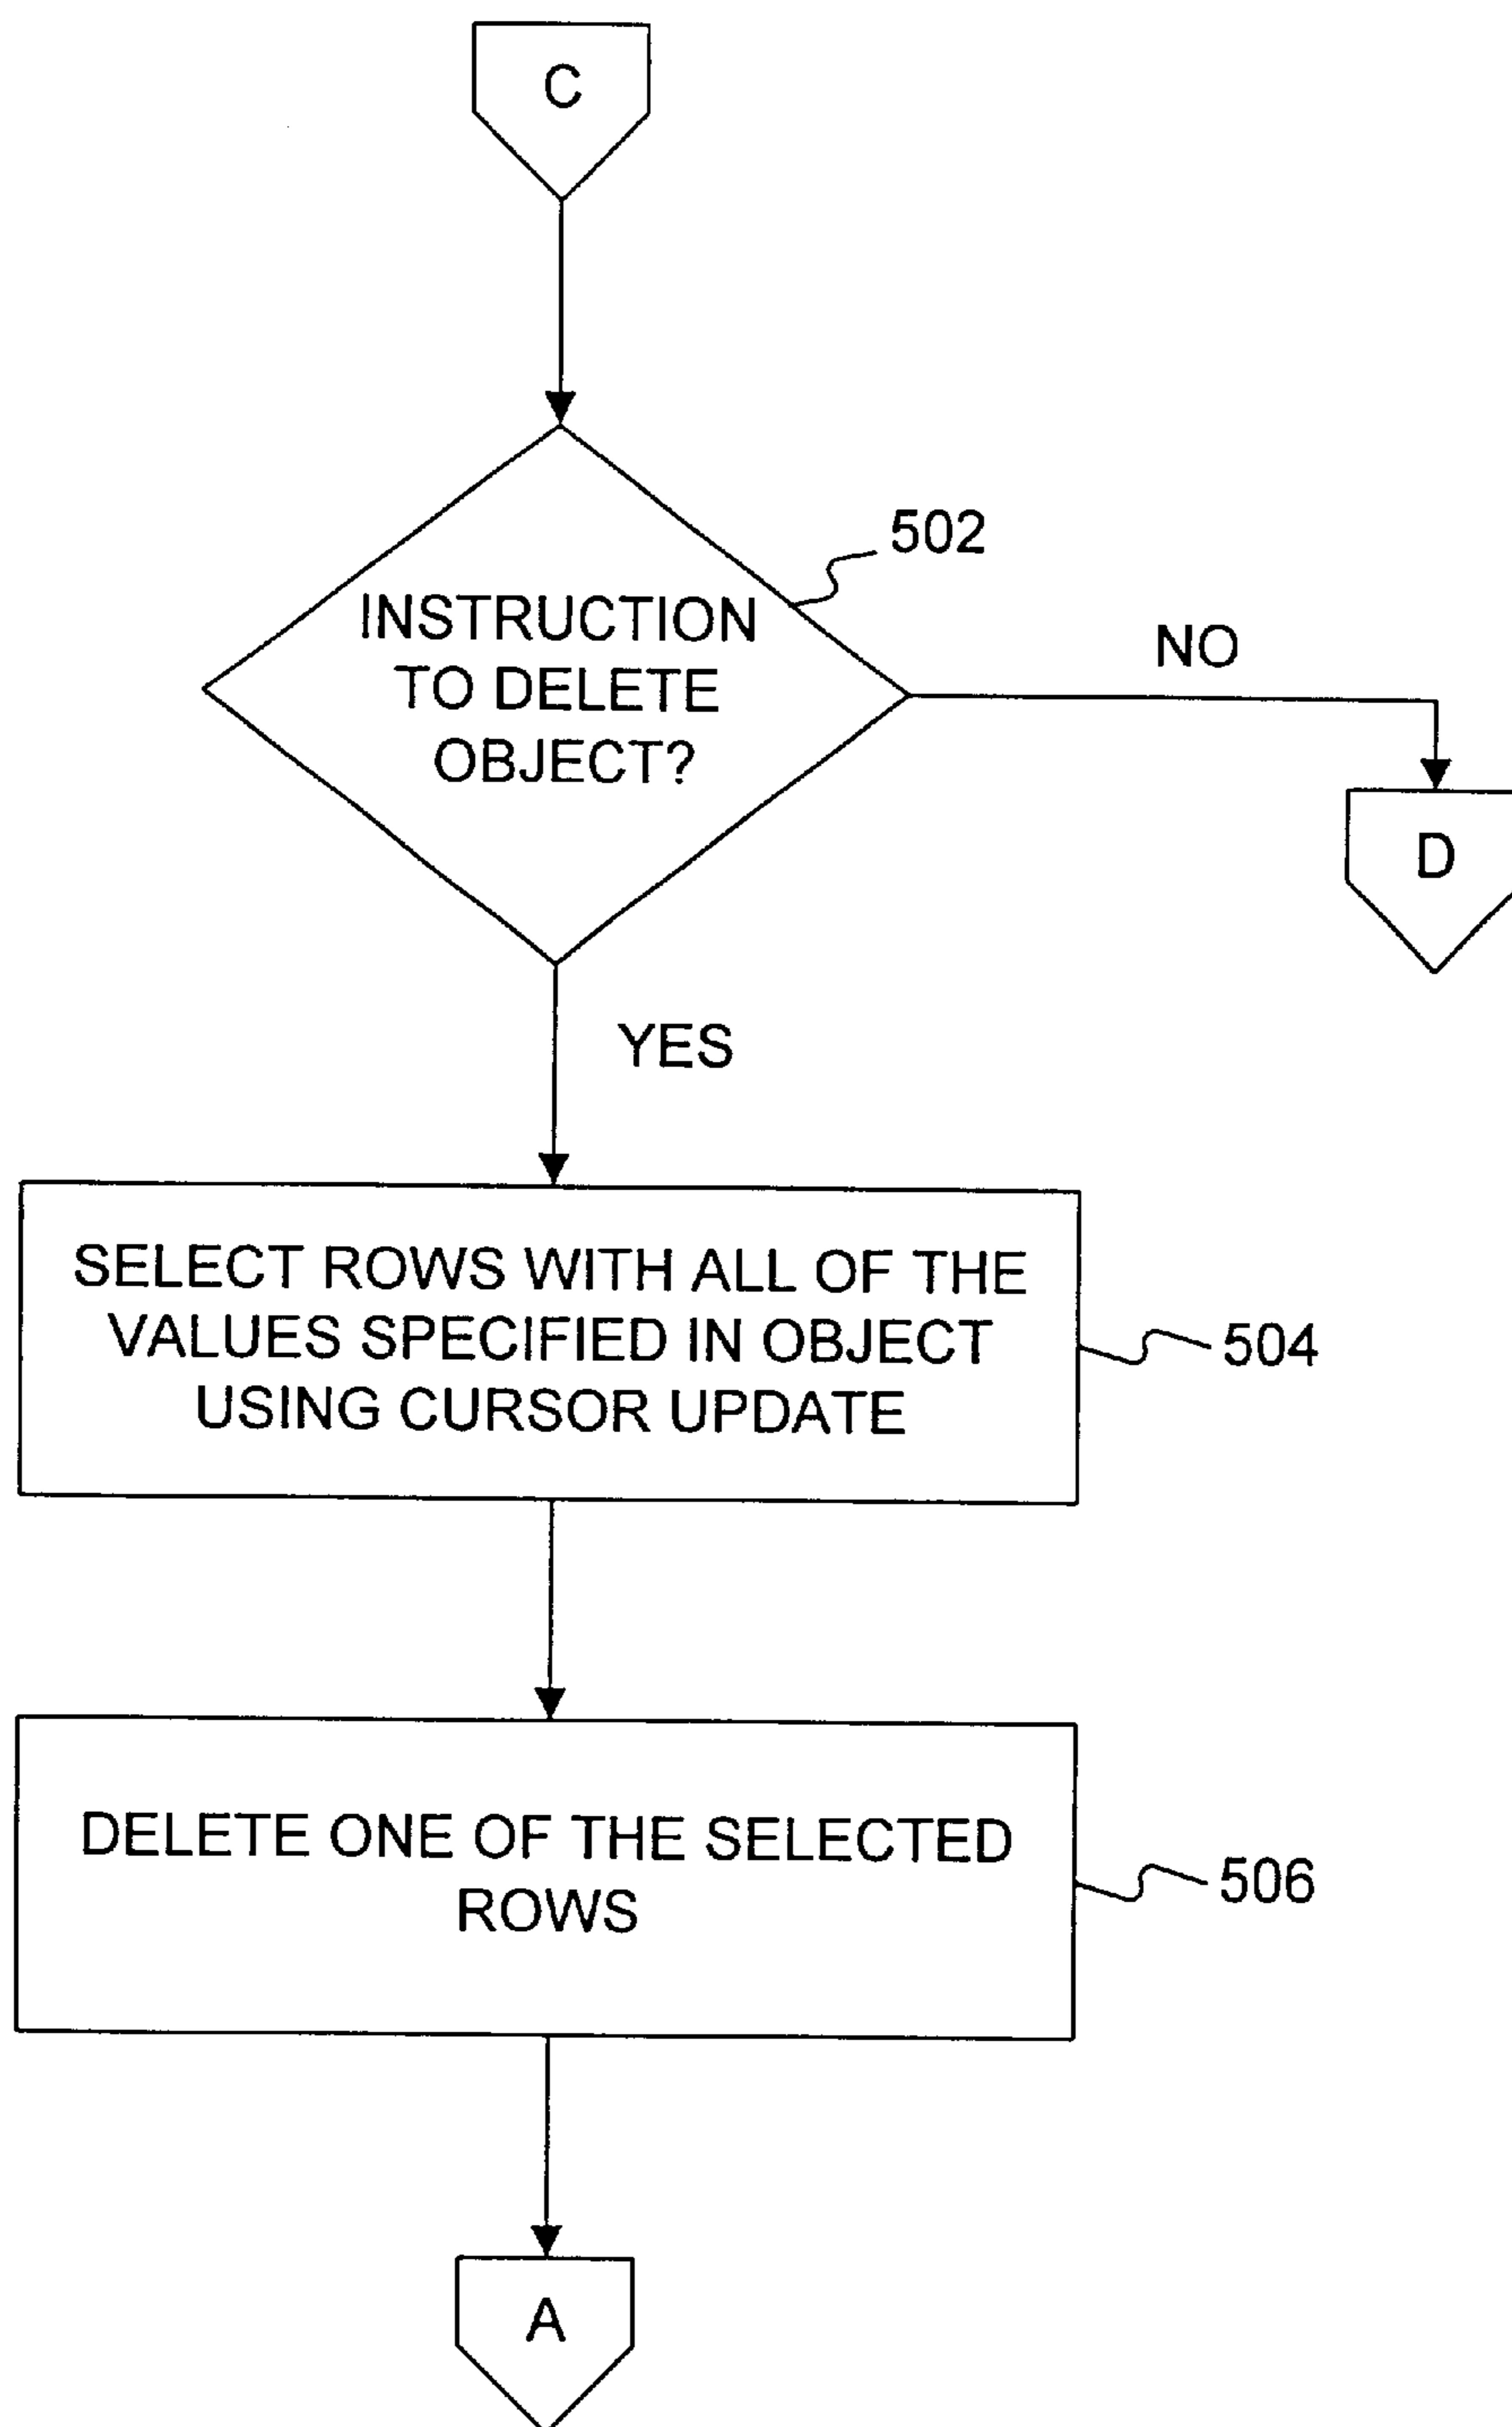 C
502
INSTRUCTION
TO DELETE
OBJECT?
NO
D
YES
SELECT ROWS WITH ALL OF THE
VALUES SPECIFIED IN OBJECT
USING CURSOR UPDATE
504
DELETE ONE OF THE SELECTED
ROWS
506
A